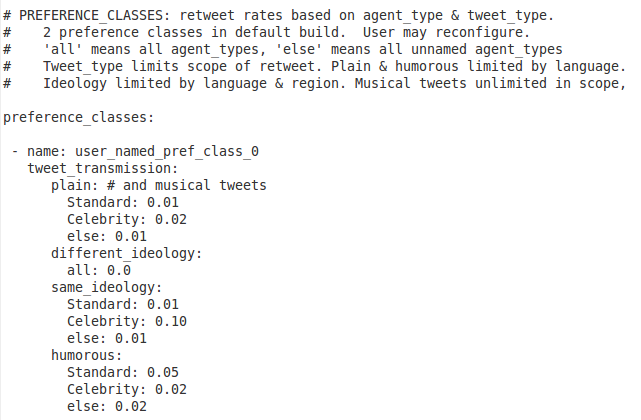 # PREFERENCE_CLASSES: retweet rates based on agent_type & tweet_type.
#    2 preference classes in default build.  User may reconfigure.
#    'all' means all agent_types, 'else' means all unnamed agent_types
#    Tweet_type limits scope of retweet. Plain & humorous limited by language.
#    Ideology limited by language & region. Musical tweets unlimited in scope,
preference_classes:
 - name: user_named_pref_class_0
   tweet_transmission:
      plain: # and musical tweets
        Standard: 0.01
        Celebrity: 0.02
        else: 0.01
      different_ideology:
        all: 0.0
      same_ideology:
        Standard: 0.01
        Celebrity: 0.10
        else: 0.01
      humorous:
        Standard: 0.05
        Celebrity: 0.02
        else: 0.02